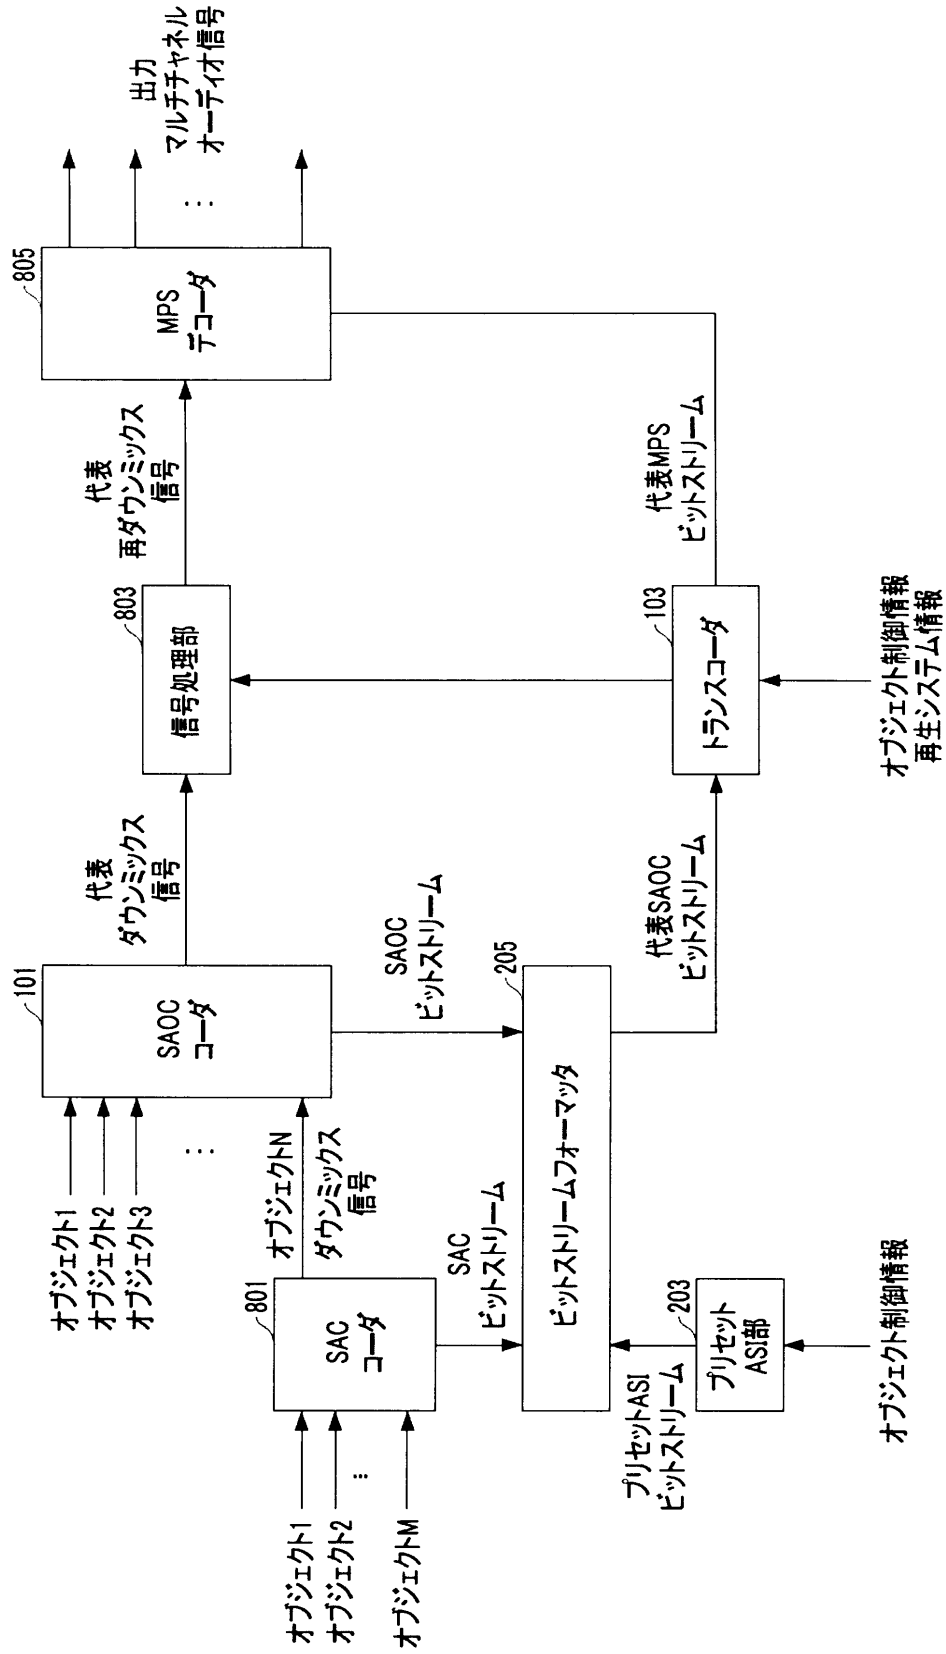 オブジェクト1
オブジェクト2
オブジェクト3
⋮
101
SAOC
コーダ
代表
ダウンミックス
信号
803
信号処理部
代表
再ダウンミックス
信号
805
MPS
デコーダ
出力
マルチチャネル
オーディオ信号
⋮
オブジェクト1
オブジェクト2
⋮
オブジェクトM
801
SAC
コーダ
オブジェクトN
ダウンミックス
信号
SAC
ビットストリーム
SAOC
ビットストリーム
205
ビットストリームフォーマッタ
プリセットASI
ビットストリーム
203
プリセット
ASI部
オブジェクト制御情報
代表SAOC
ビットストリーム
103
トランスコーダ
代表MPS
ビットストリーム
オブジェクト制御情報
再生システム情報